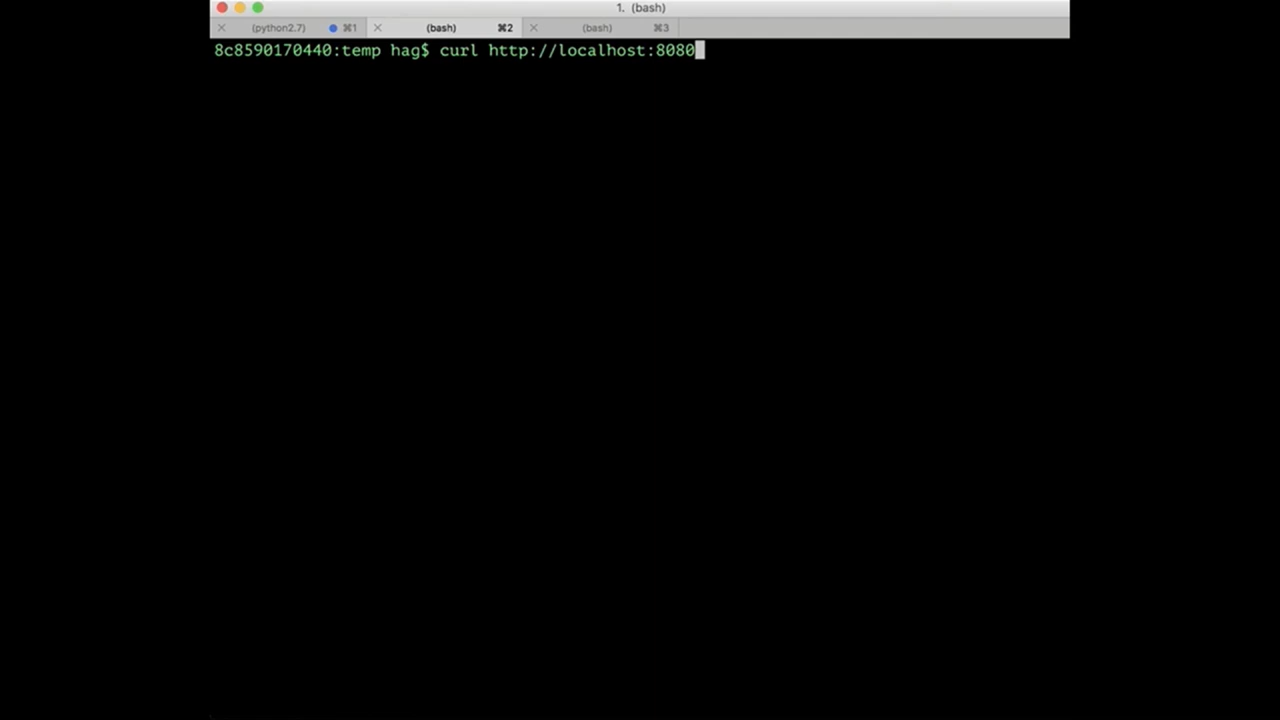 1. (bash)
(python2.7) ⌘1 (bash) ⌘2 (bash) ⌘3
8c8590170440:temp hag$ curl http://localhost:8080